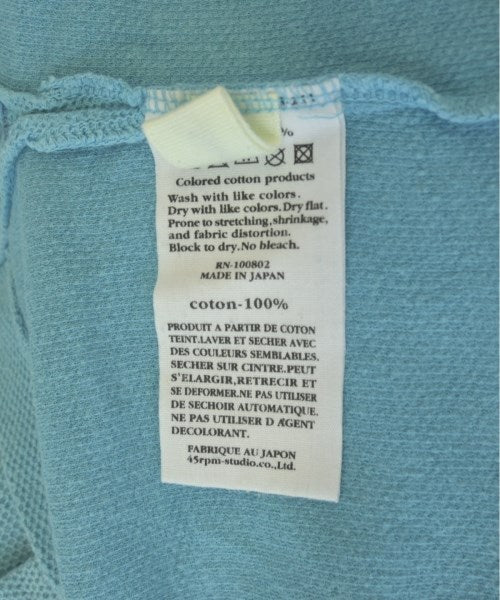 %
Colored cotton products
Wash with like colors.
Dry with like colors. Dry flat.
Prone to stretching,shrinkage,
and fabric distortion.
Block to dry.No bleach.
RN-100802
MADE IN JAPAN
coton-100%
PRODUIT A PARTIR DE COTON
TEINT.LAVER ET SECHER AVEC
DES COULEURS SEMBLABLES.
SECHER SUR CINTRE.PEUT
S'ELARGIR,RETRECIR ET
SE DEFORMER.NE PAS UTILISER
DE SECHOIR AUTOMATIQUE.
NE PAS UTILISER D ÆGENT
DECOLORANT.
FABRIQUE AU JAPON
45rpm-studio.co.,Ltd.